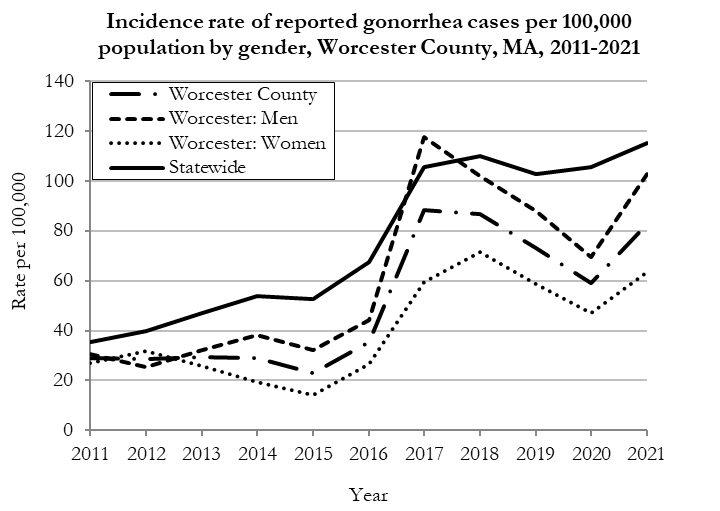 Incidence rate of reported gonorrhea cases per 100,000
population by gender, Worcester County, MA, 2011-2021
140
120
100
80
60
40
20
0
Rate per 100,000
Worcester County
Worcester: Men
Worcester: Women
Statewide
2011 2012 2013 2014 2015 2016 2017 2018 2019 2020 2021
Year